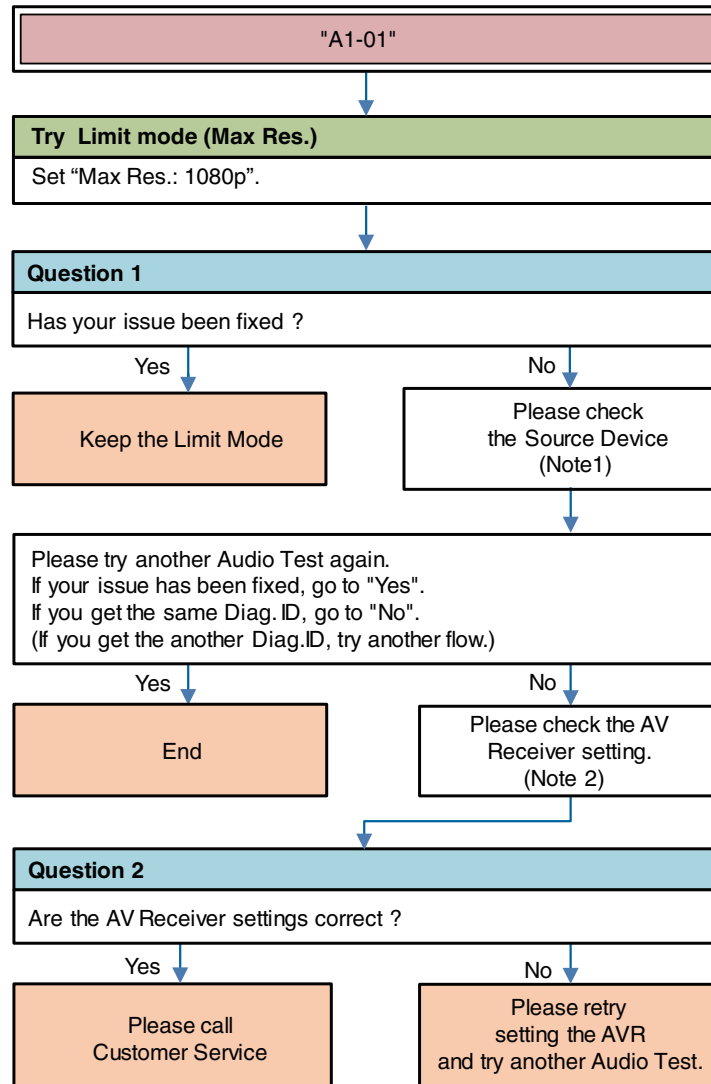 "A1-01"
Try Limit mode (Max Res.)
Set “Max Res.: 1080p”.
Question 1
Has your issue been fixed ?
Yes
No
Keep the Limit Mode
Please check
the Source Device
(Note1)
Please try another Audio Test again.
If your issue has been fixed, go to "Yes".
If you get the same Diag. ID, go to "No".
(If you get the another Diag.ID, try another flow.)
Yes
No
End
Please check the AV
Receiver setting.
(Note 2)
Question 2
Are the AV Receiver settings correct ?
Yes
No
Please call
Customer Service
Please retry
setting the AVR
and try another Audio Test.